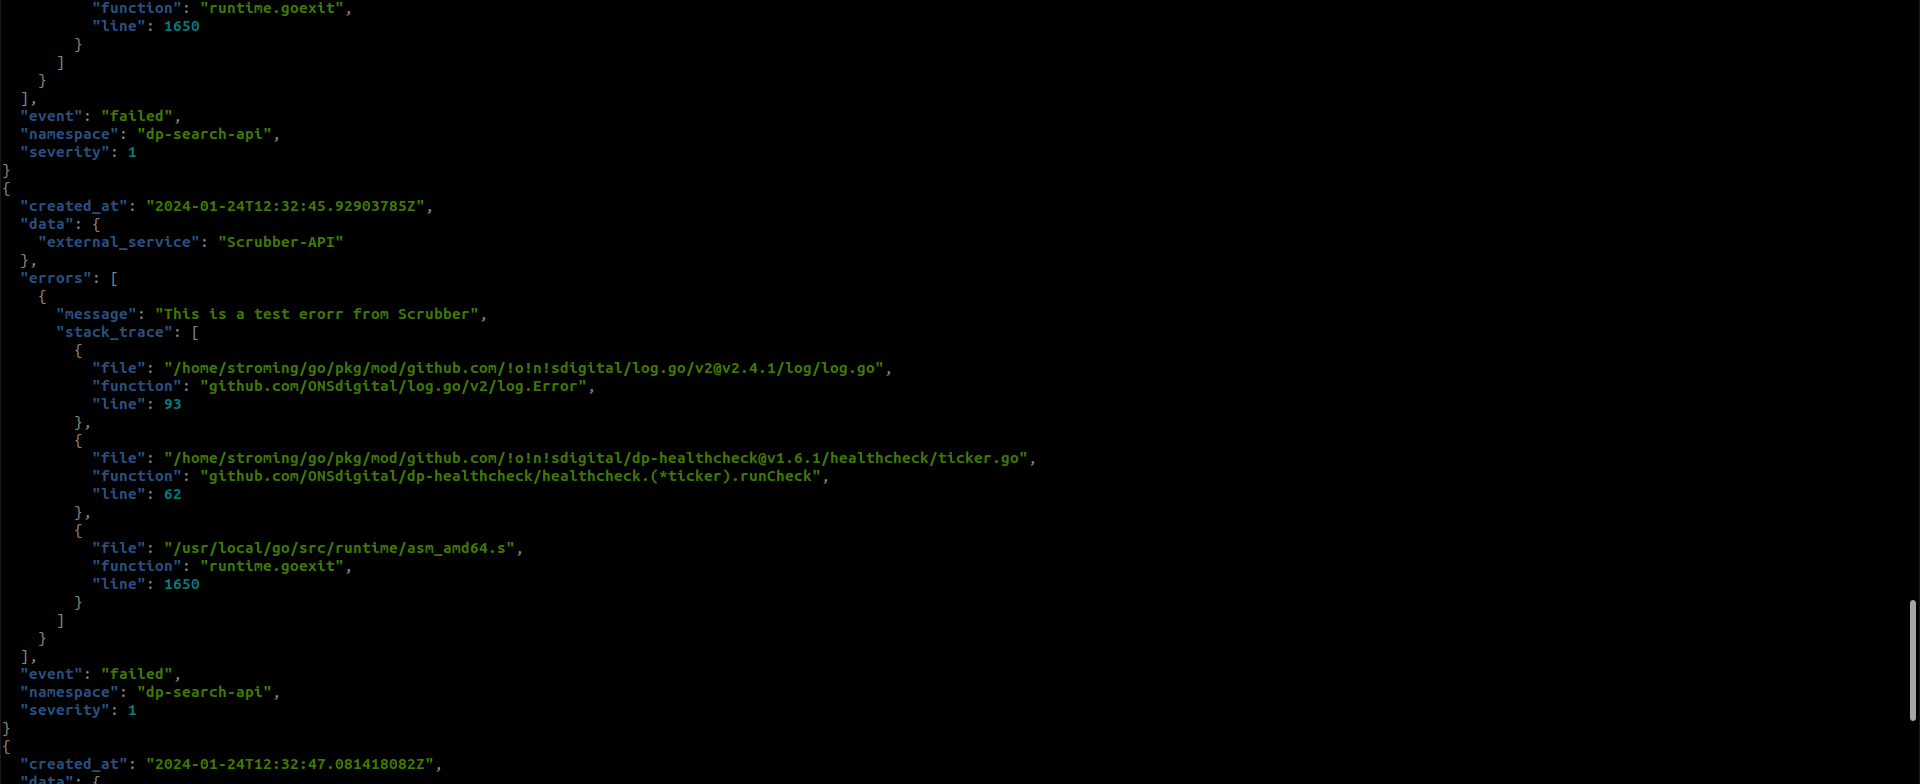 "function": "runtime.goexit",
"line": 1650
}
]
}
],
"event": "failed",
"namespace": "dp-search-api",
"severity": 1
}
{
"created_at": "2024-01-24T12:32:45.92903785Z",
"data": {
"external_service": "Scrubber-API"
},
"errors": [
{
"message": "This is a test erorr from Scrubber",
"stack_trace": [
{
"file": "/home/stroming/go/pkg/mod/github.com/!o!n!sdigital/log.go/v2@v2.4.1/log/log.go",
"function": "github.com/ONSdigital/log.go/v2/log.Error",
"line": 93
},
{
"file": "/home/stroming/go/pkg/mod/github.com/!o!n!sdigital/dp-healthcheck@v1.6.1/healthcheck/ticker.go",
"function": "github.com/ONSdigital/dp-healthcheck/healthcheck.(*ticker).runCheck",
"line": 62
},
{
"file": "/usr/local/go/src/runtime/asm_amd64.s",
"function": "runtime.goexit",
"line": 1650
}
]
}
],
"event": "failed",
"namespace": "dp-search-api",
"severity": 1
}
{
"created_at": "2024-01-24T12:32:47.081418082Z",
"data": {